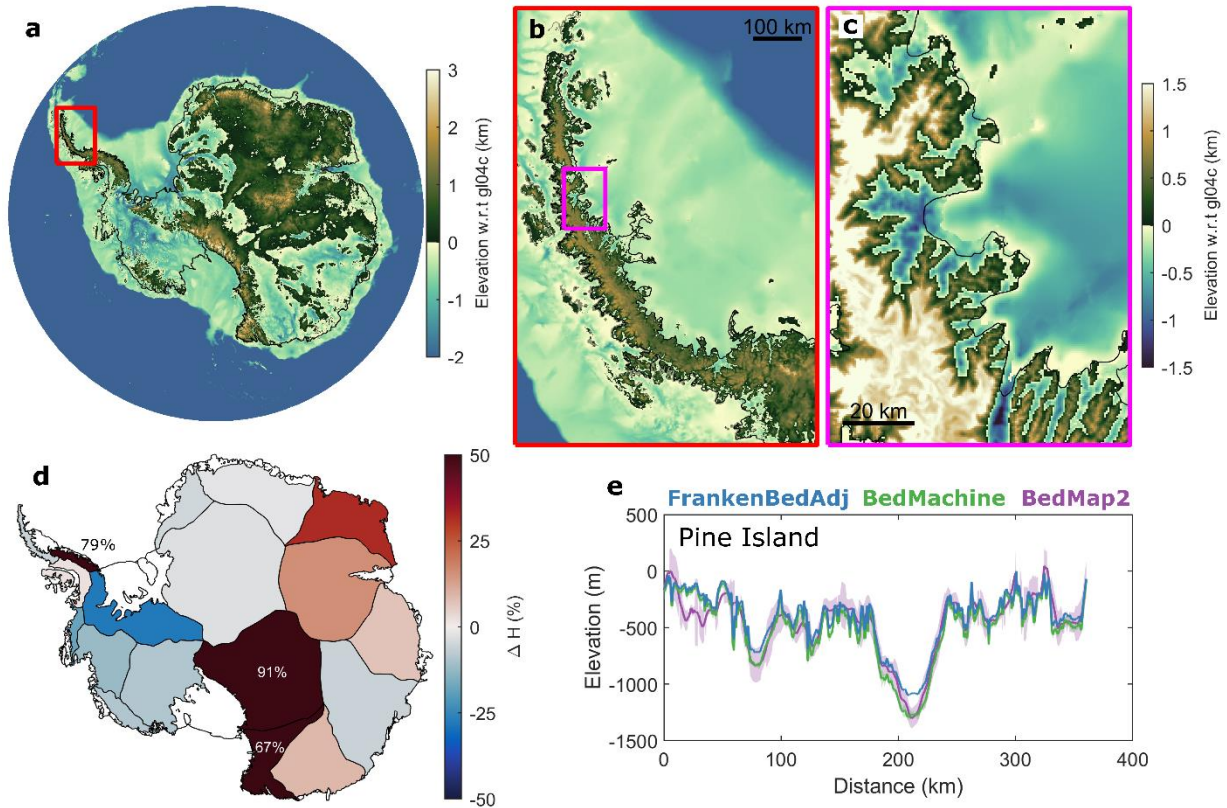 a
3
2
1
0
-1
-2
Elevation w.r.t gl04c (km)
b
100 km
c
20 km
1.5
1
0.5
0
-0.5
-1
-1.5
Elevation w.r.t gl04c (km)
d
79%
91%
67%
50
25
0
-25
-50
Δ H (%)
e
FrankenBedAdj BedMachine BedMap2
Pine Island
500
0
-500
-1000
-1500
Elevation (m)
0 100 200 300 400
Distance (km)